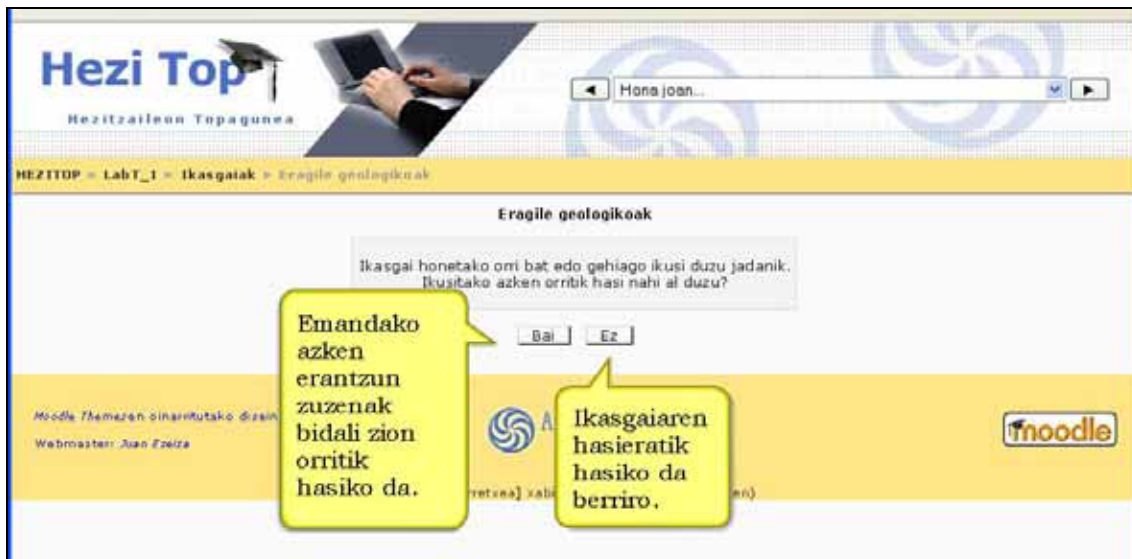 Hezi Top
Hezitzaileon Topagunea
Hona joan...
HEZITOP » LabT_1 » Ikasgaiak » Eragile geologikoak
Eragile geologikoak
Ikasgai honetako orri bat edo gehiago ikusi duzu jadanik.
Ikusitako azken orritik hasi nahi al duzu?
Bai Ez
Emandako
azken
erantzun
zuzenak
bidali zion
orritik
hasiko da.
Ikasgaiaren
hasieratik
hasiko da
berriro.
Moodle Themezen oinarritutako
Webmaster: Juan Ezeiza
A
moodle